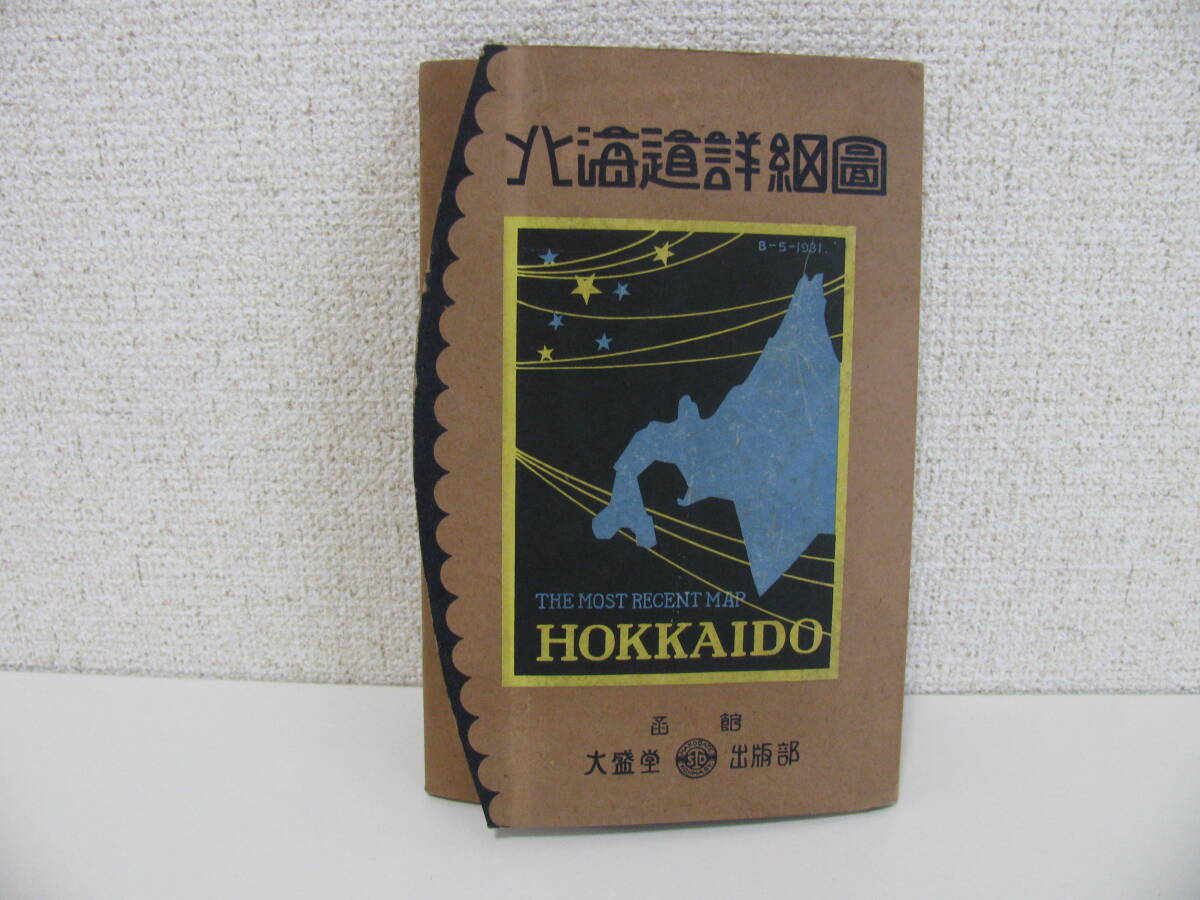 北海道詳細圖
B-5-1931.
THE MOST RECENT MAP
HOKKAIDO
函館
大盛堂 出版部